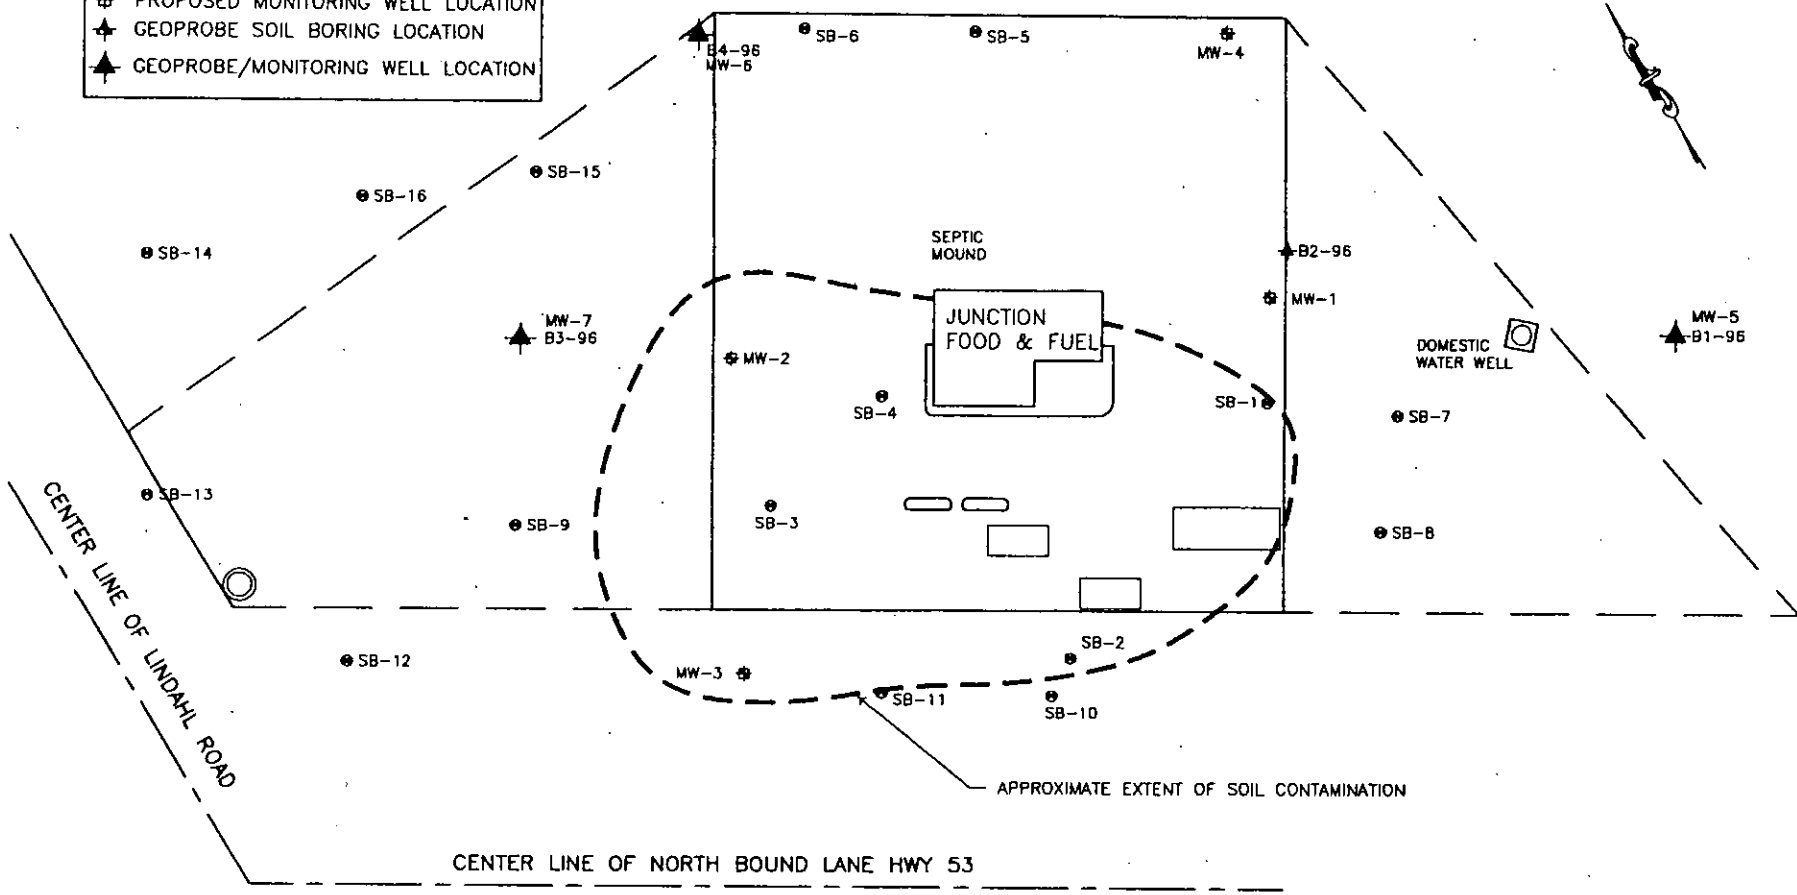 PROPOSED MONITORING WELL LOCATION
GEOPROBE SOIL BORING LOCATION
GEOPROBE/MONITORING WELL LOCATION
B4-96
MW-6
SB-6
SB-5
MW-4
SB-15
SB-16
SB-14
SEPTIC
MOUND
B2-96
MW-1
JUNCTION
FOOD & FUEL
MW-7
B3-96
MW-2
DOMESTIC
WATER WELL
MW-5
B1-96
SB-4
SB-1
SB-7
SB-13
SB-9
SB-3
SB-8
CENTER LINE OF LINDAHL ROAD
SB-12
MW-3
SB-2
SB-11
SB-10
APPROXIMATE EXTENT OF SOIL CONTAMINATION
CENTER LINE OF NORTH BOUND LANE HWY 53